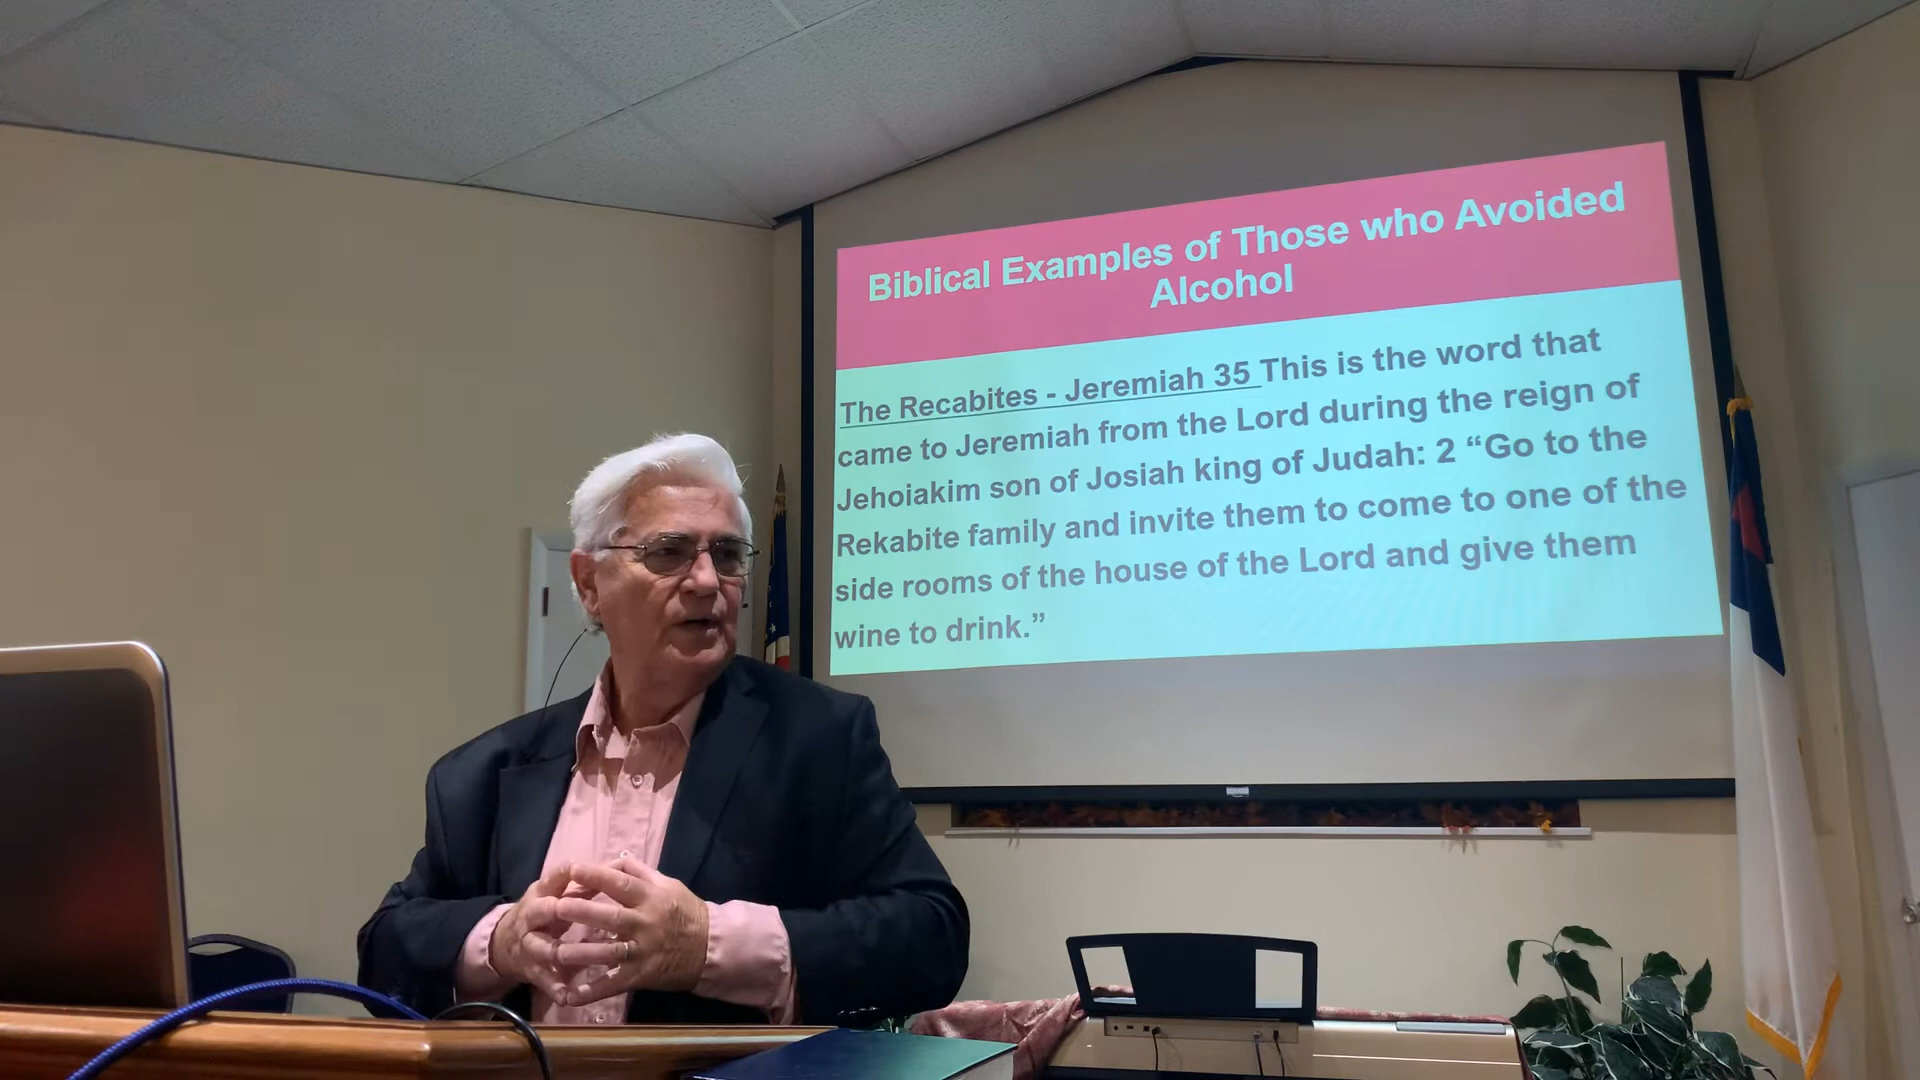 Biblical Examples of Those who Avoided
Alcohol
The Recabites - Jeremiah 35 This is the word that
came to Jeremiah from the Lord during the reign of
Jehoiakim son of Josiah king of Judah: 2 “Go to the
Rekabite family and invite them to come to one of the
side rooms of the house of the Lord and give them
wine to drink.”